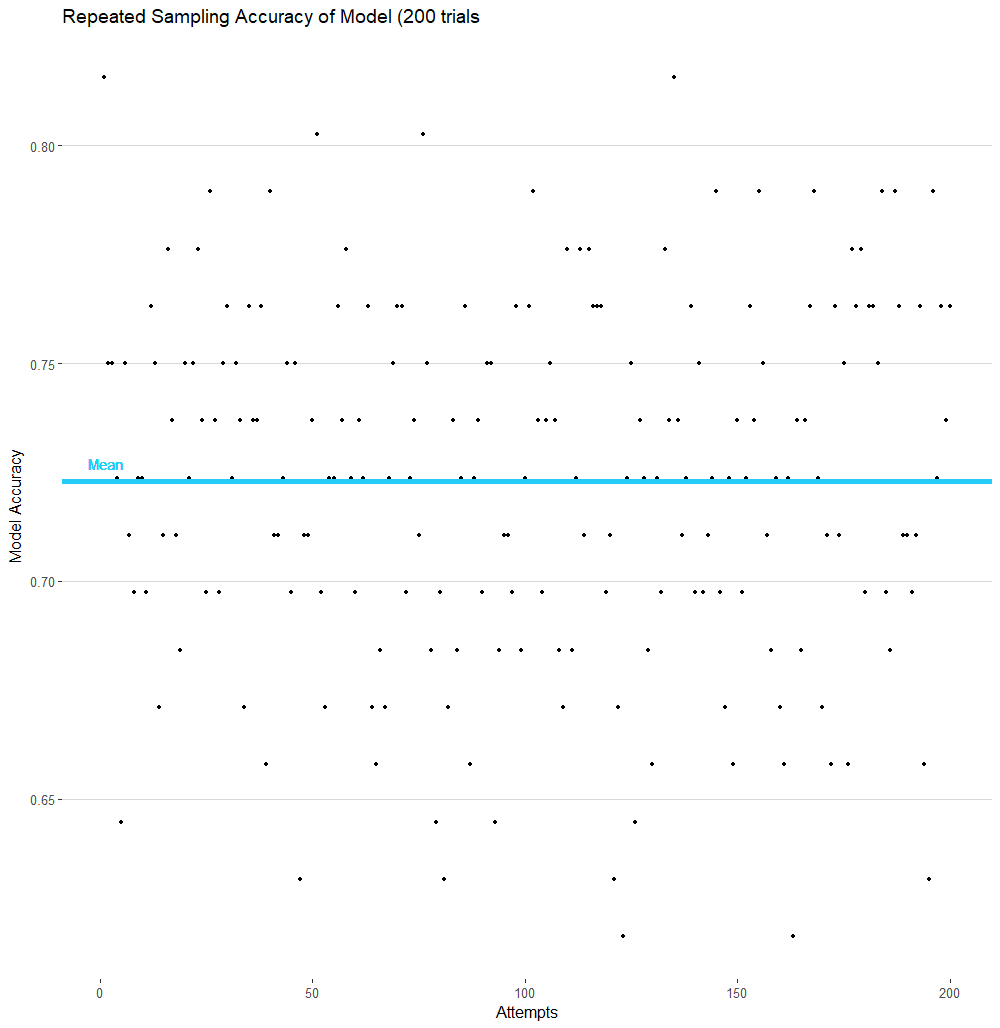 Repeated Sampling Accuracy of Model (200 trials
0.80
0.75
Mean
Model Accuracy
0.70
0.65
0 50 100 150 200
Attempts